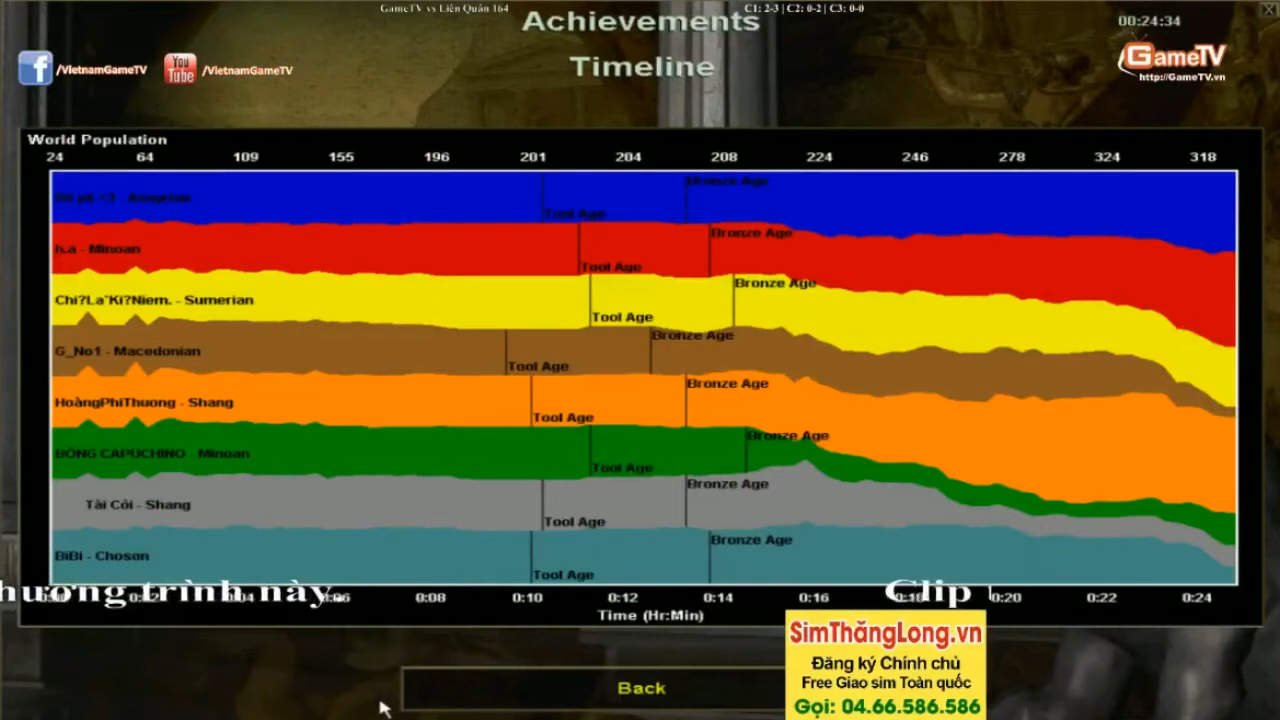 GameTV vs Liên Quân 164
C1: 2-3 | C2: 0-2 | C3: 0-0
Achievements
Timeline
00:24:34
/VietnamGameTV
You Tube
/VietnamGameTV
GameTV
http://GameTV.vn
World Population
24 64 109 155 196 201 204 208 224 246 278 324 318
Bronze Age
Tool Age
h.a - Minoan
Bronze Age
Tool Age
Chi?La~Ki?Niem. - Sumerian
Bronze Age
Tool Age
G_No1 - Macedonian
Bronze Age
Tool Age
HoàngPhiThuong - Shang
Bronze Age
Tool Age
BÔNG CAPUCHINO - Minoan
Bronze Age
Tool Age
Tài Còi - Shang
Bronze Age
Tool Age
BiBi - Choson
Bronze Age
Tool Age
hương trình này. Clip
0:08 0:10 0:12 0:14 0:16 0:20 0:22 0:24
Time (Hr:Min)
SimThăngLong.vn
Đăng ký Chính chủ
Free Giao sim Toàn quốc
Gọi: 04.66.586.586
Back